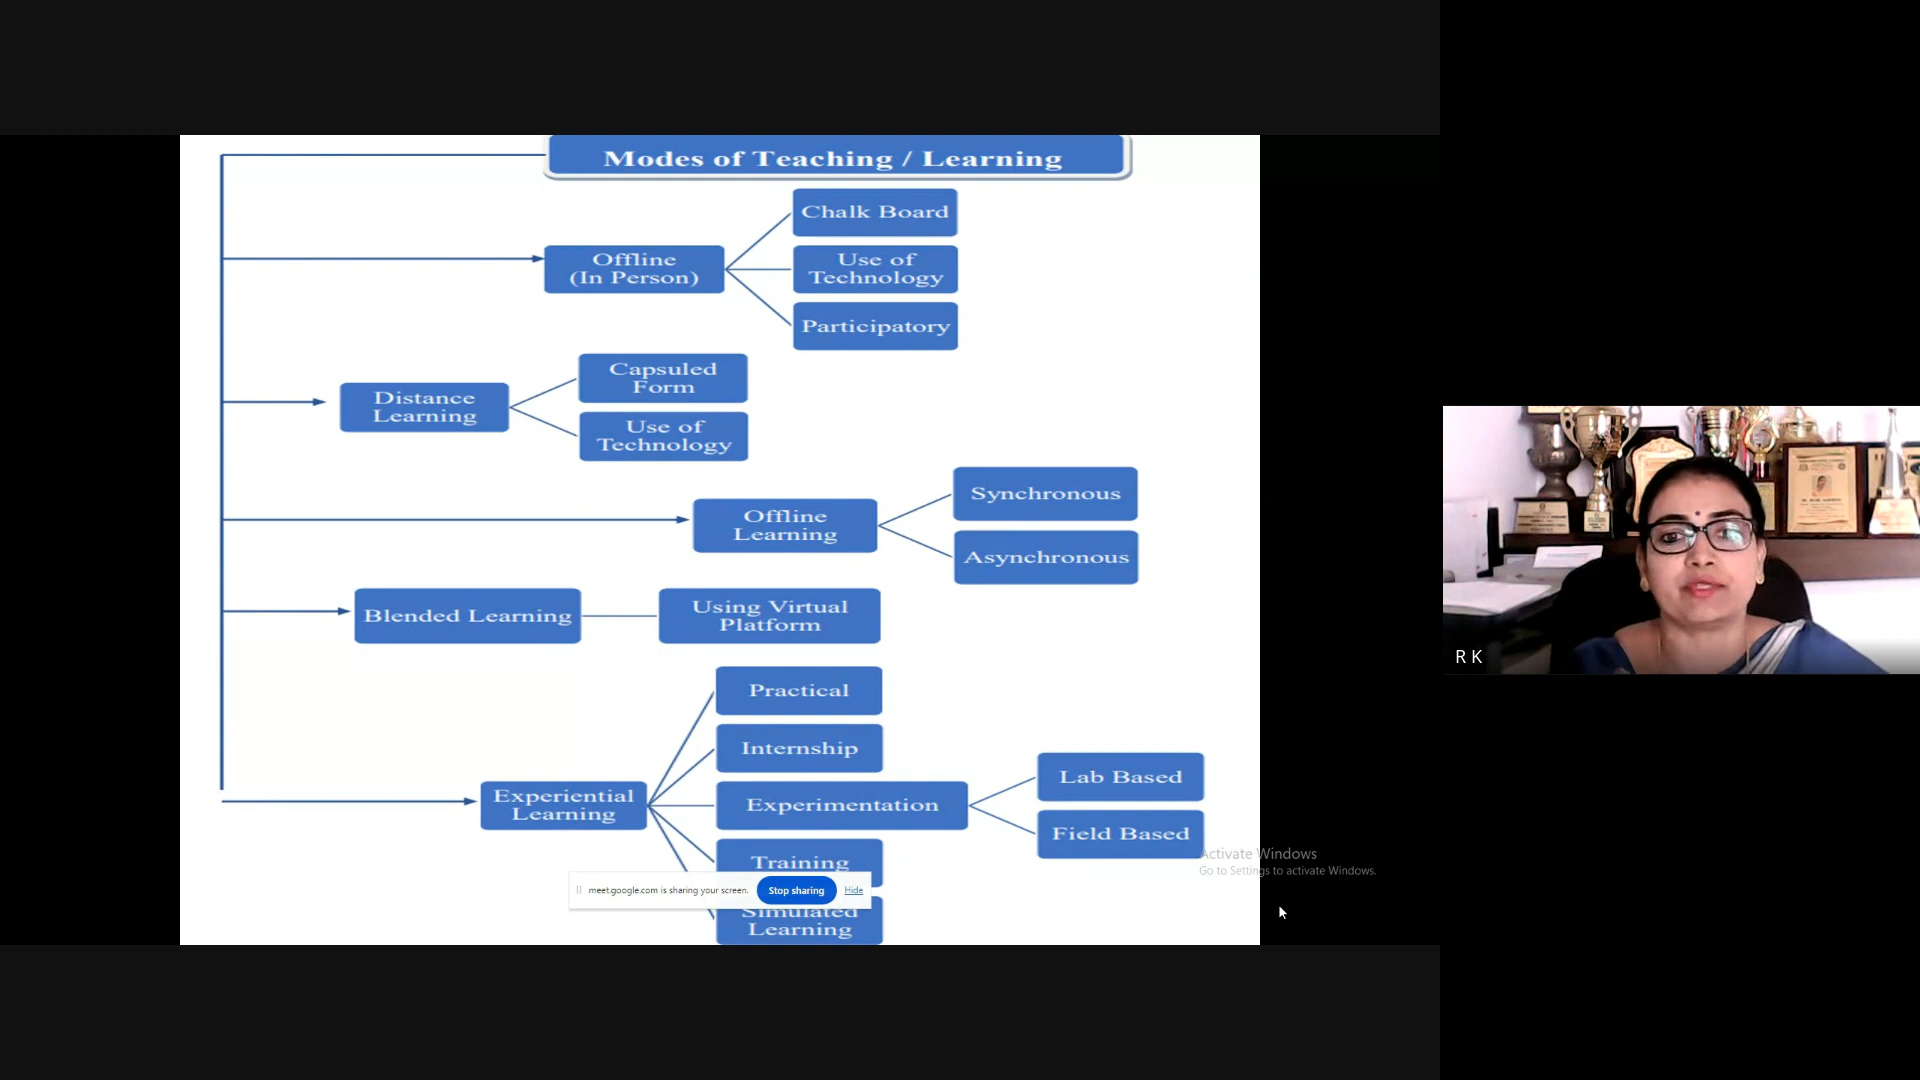 Modes of Teaching / Learning
Chalk Board
Offline
(In Person)
Use of
Technology
Participatory
Distance
Learning
Capsuled
Form
Use of
Technology
Offline
Learning
Synchronous
Asynchronous
Blended Learning
Using Virtual
Platform
Practical
Internship
Experiential
Learning
Experimentation
Lab Based
Field Based
Training
Simulated
Learning
meet.google.com is sharing your screen.
Stop sharing
Hide
Activate Windows
Go to Settings to activate Windows.
R K